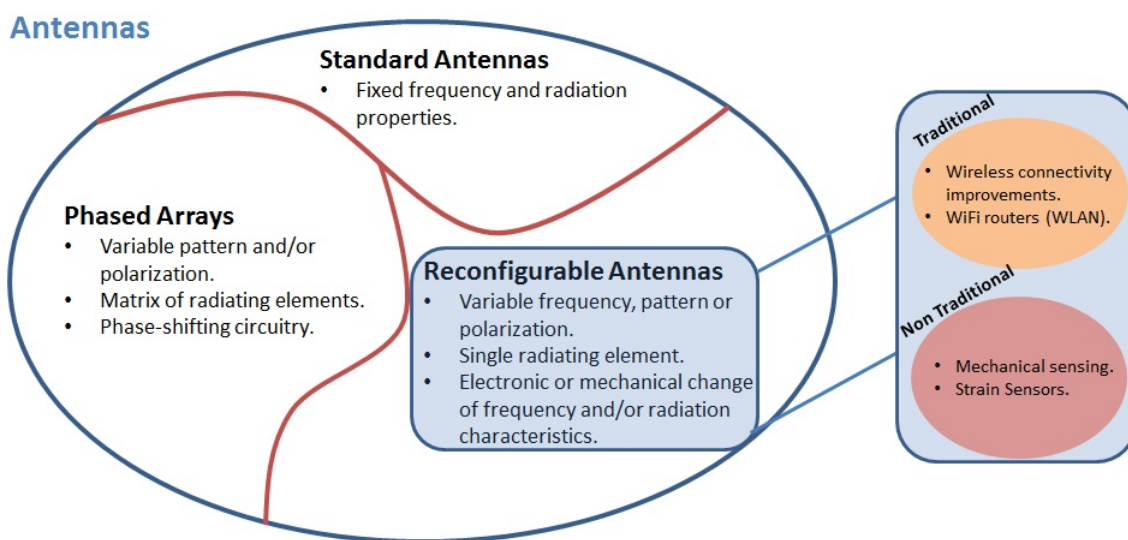 Antennas
Standard Antennas
• Fixed frequency and radiation
properties.
Phased Arrays
• Variable pattern and/or
polarization.
• Matrix of radiating elements.
• Phase-shifting circuitry.
Reconfigurable Antennas
• Variable frequency, pattern or
polarization.
• Single radiating element.
• Electronic or mechanical change
of frequency and/or radiation
characteristics.
Traditional
• Wireless connectivity
improvements.
• WiFi routers (WLAN).
Non Traditional
• Mechanical sensing.
• Strain Sensors.